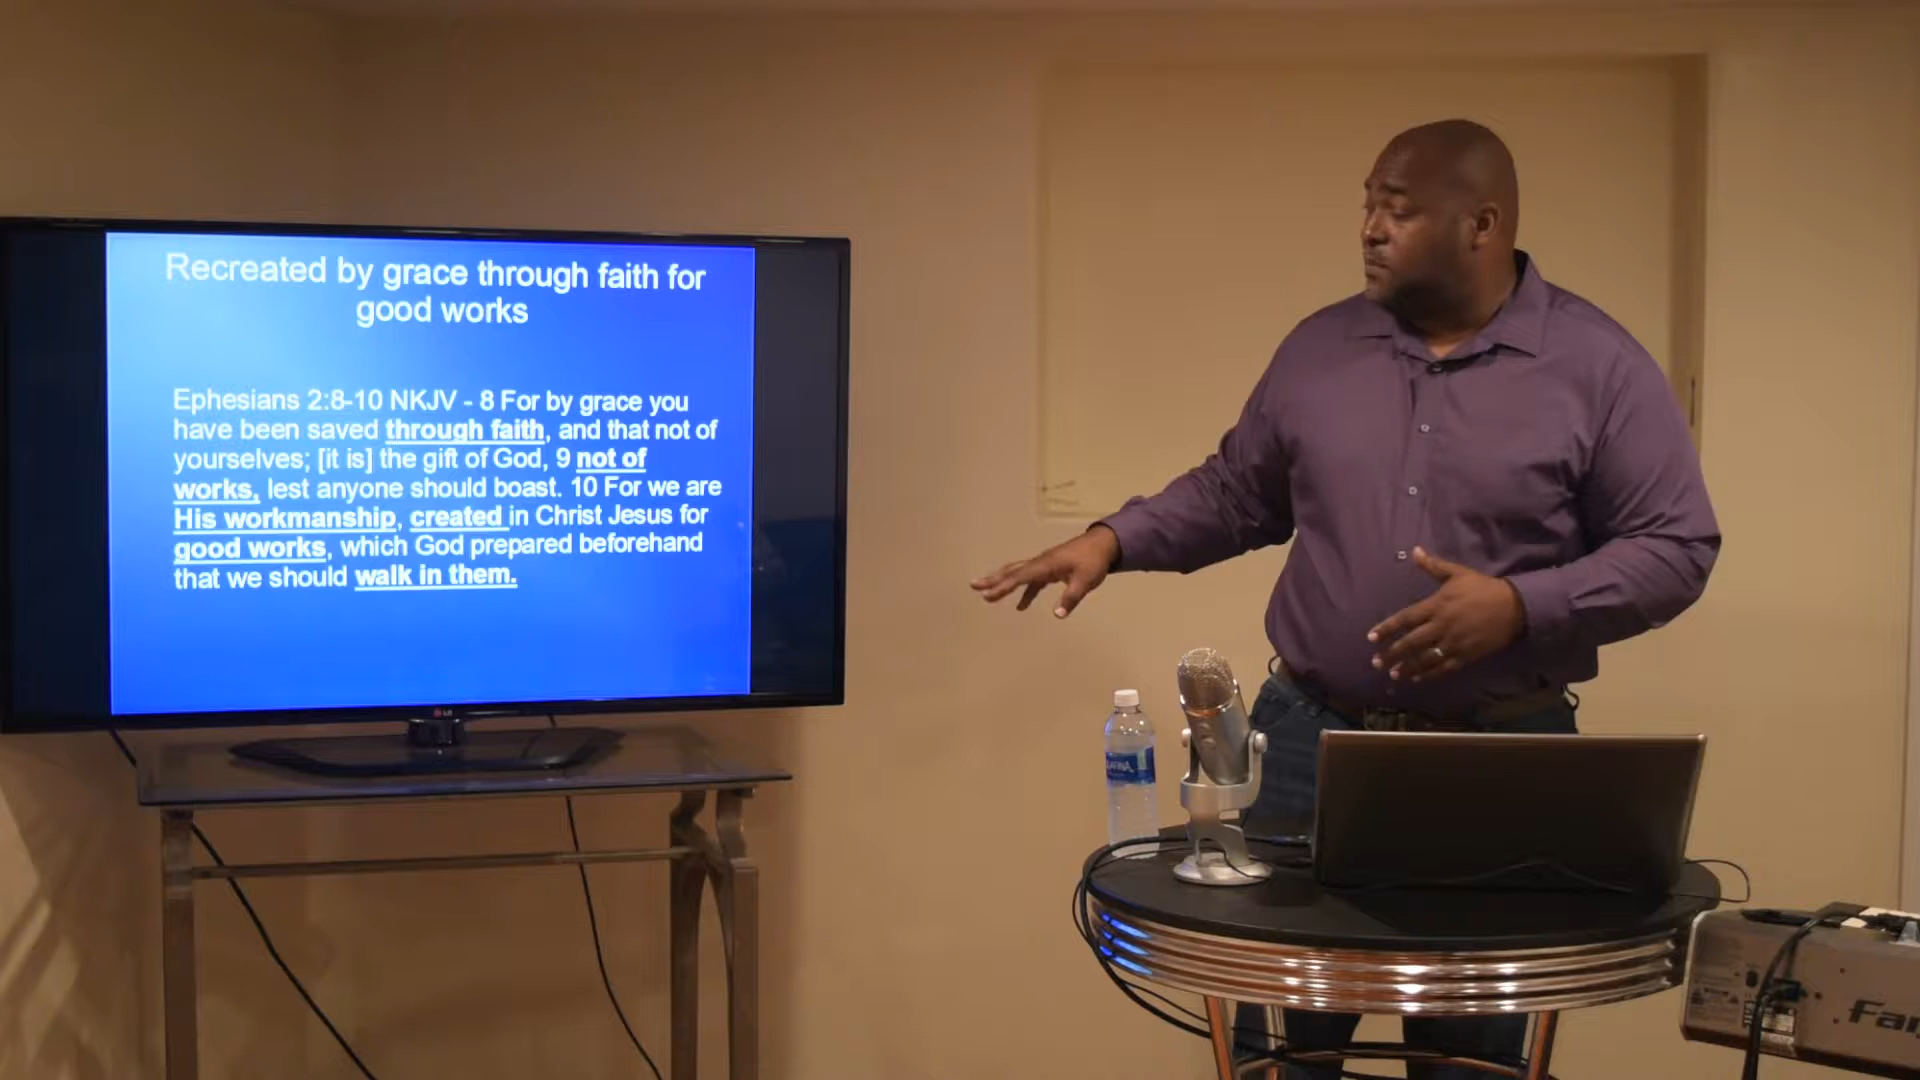 Recreated by grace through faith for
good works
Ephesians 2:8-10 NKJV - 8 For by grace you
have been saved through faith, and that not of
yourselves; [it is] the gift of God, 9 not of
works, lest anyone should boast. 10 For we are
His workmanship, created in Christ Jesus for
good works, which God prepared beforehand
that we should walk in them.
LG